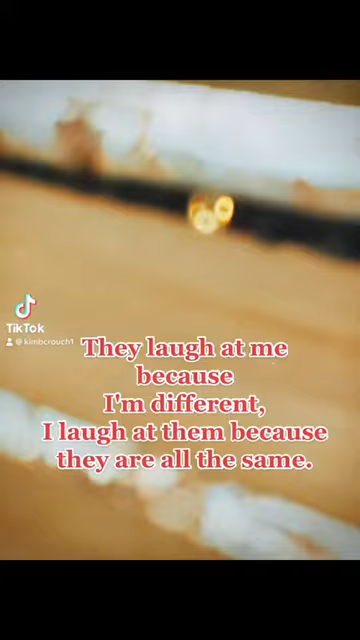 TikTok
@kimbcrouch1
They laugh at me
because
I'm different,
I laugh at them because
they are all the same.